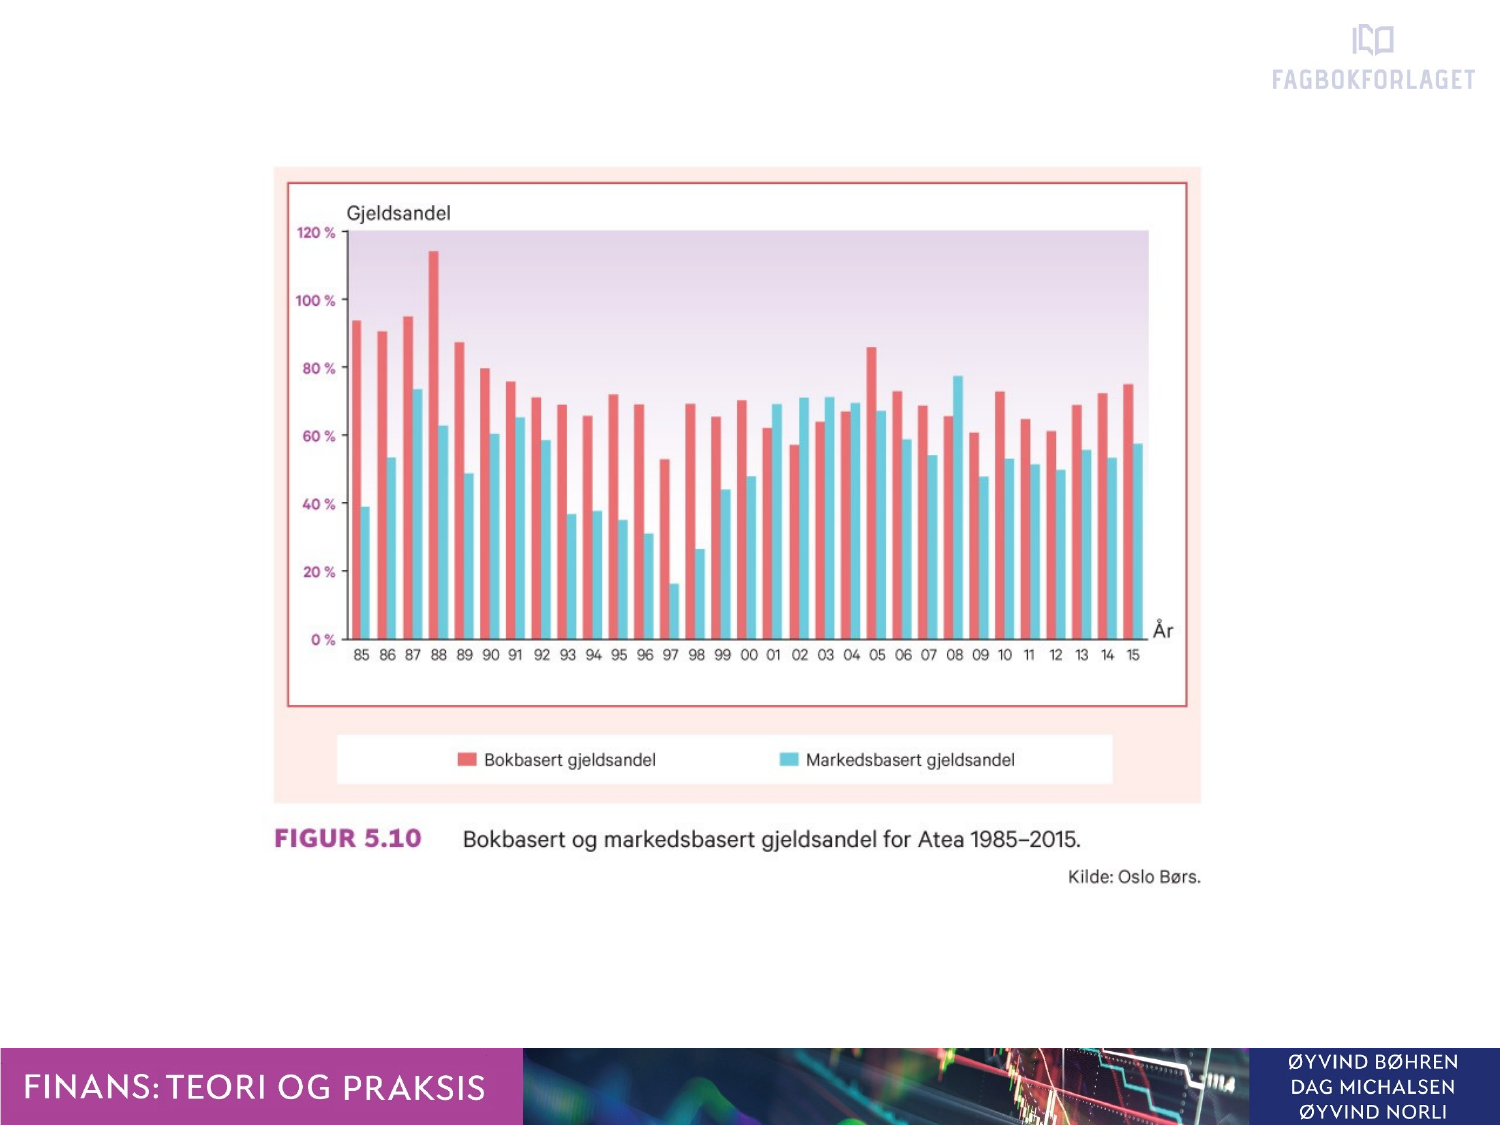 FAGBOKFORLAGET
Gjeldsandel
120 %
100 %
80 %
60 %
40 %
20 %
0 %
År
85 86 87 88 89 90 91 92 93 94 95 96 97 98 99 00 01 02 03 04 05 06 07 08 09 10 11 12 13 14 15
Bokbasert gjeldsandel Markedsbasert gjeldsandel
FIGUR 5.10 Bokbasert og markedsbasert gjeldsandel for Atea 1985–2015.
Kilde: Oslo Børs.
FINANS: TEORI OG PRAKSIS
ØYVIND BØHREN
DAG MICHALSEN
ØYVIND NORLI